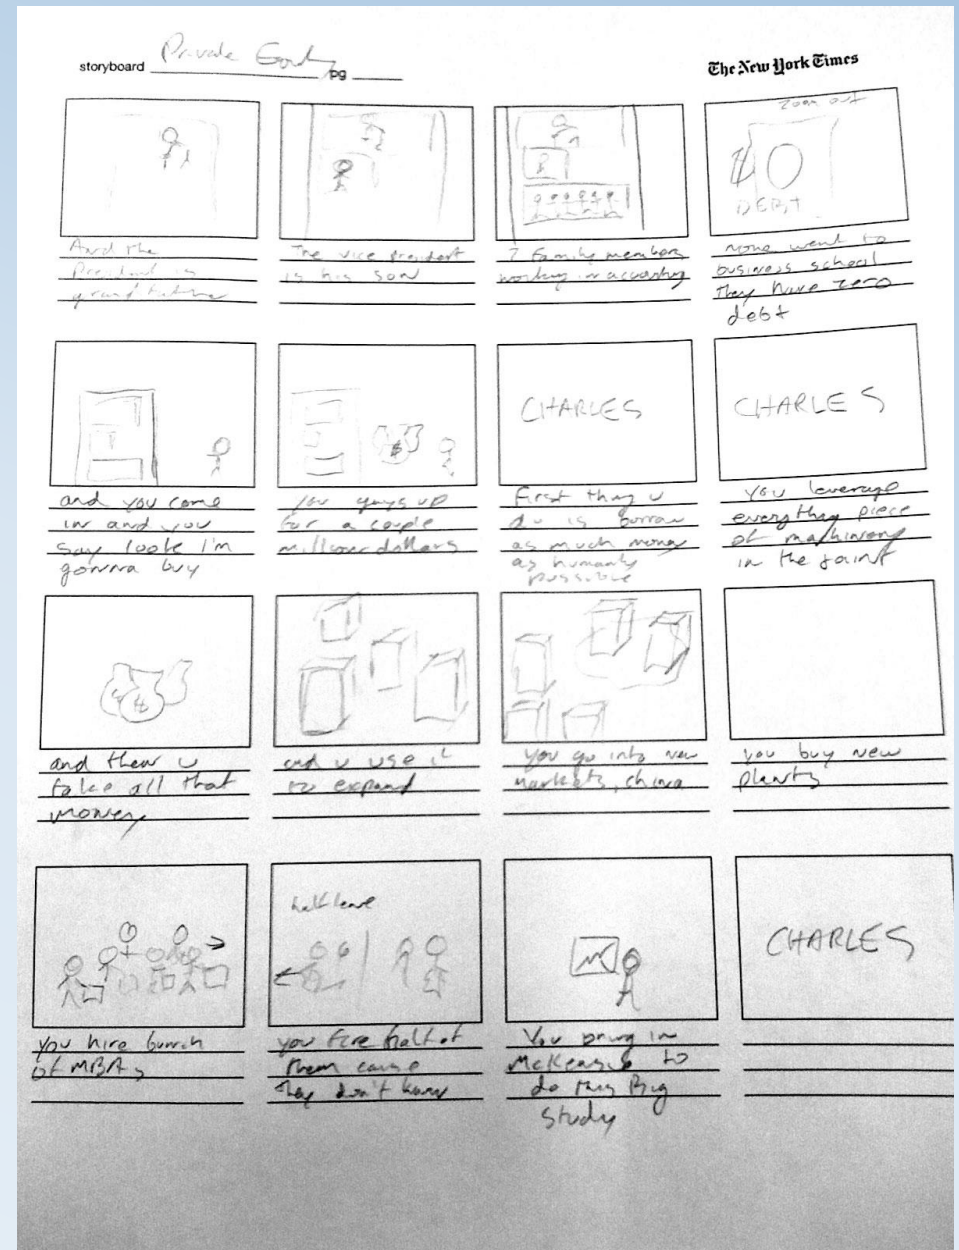 storyboard Private
pg
The New York Times
zoom out
DEBT
And the
President is
grandfather
The vice president
is his son
7 family members
working in accounting
none went to
business school
they have zero
debt
CHARLES
CHARLES
and you come
in and you
say look I'm
gonna buy
you guys up
for a couple
million dollars
First thing u
do is borrow
as much money
as humanly
possible
You leverage
everything piece
of machinery
in the
and then u
take all that
money
and u use it
to expand
you go into new
markets, china
you buy new
plants
half leave
CHARLES
you hire bunch
of MBAs
you fire half of
them cause
they don't know
You bring in
McKensie to
do this Big
study